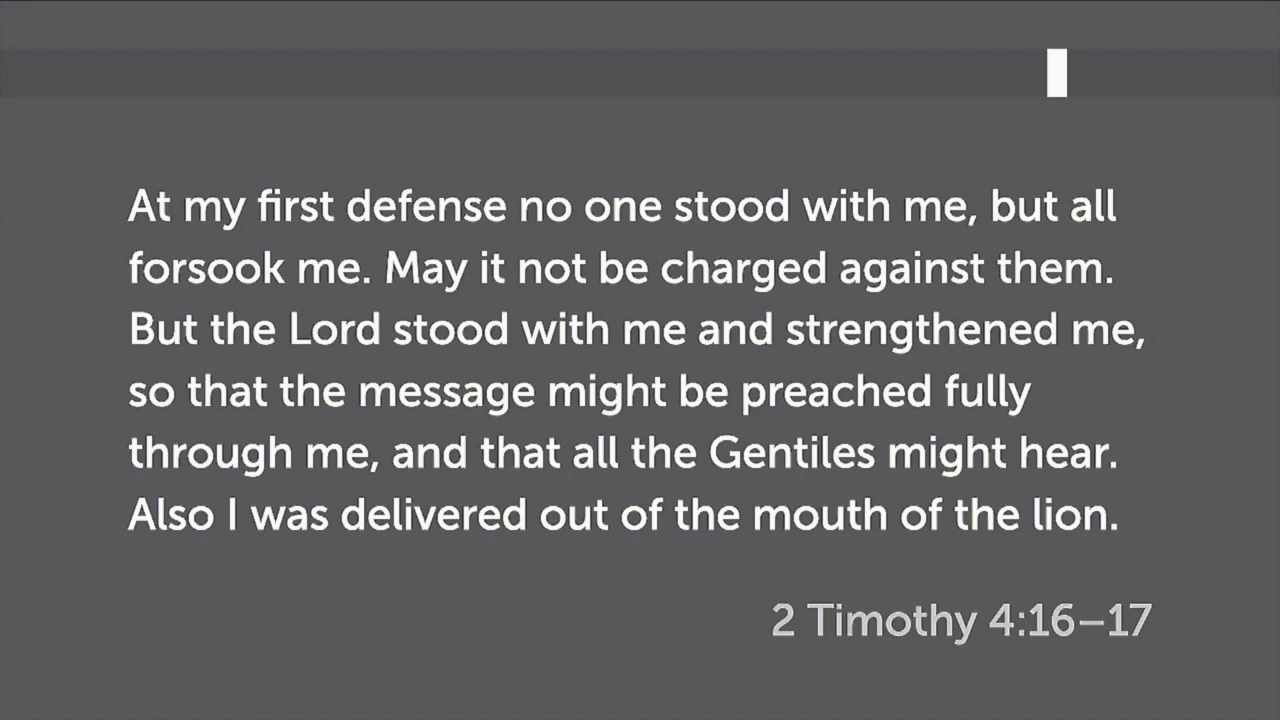 At my first defense no one stood with me, but all
forsook me. May it not be charged against them.
But the Lord stood with me and strengthened me,
so that the message might be preached fully
through me, and that all the Gentiles might hear.
Also I was delivered out of the mouth of the lion.
2 Timothy 4:16–17